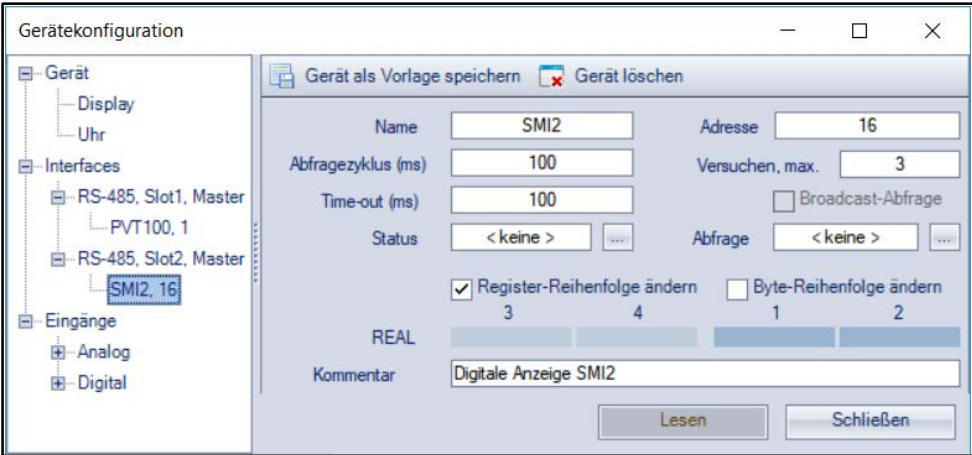 Gerätekonfiguration
Gerät
Display
Uhr
Interfaces
RS-485, Slot1, Master
PVT100, 1
RS-485, Slot2, Master
SMI2, 16
Eingänge
Analog
Digital
Gerät als Vorlage speichern Gerät löschen
Name SMI2 Adresse 16
Abfragezyklus (ms) 100 Versuchen, max. 3
Time-out (ms) 100 Broadcast-Abfrage
Status < keine > ... Abfrage < keine > ...
Register-Reihenfolge ändern Byte-Reihenfolge ändern
3 4 1 2
REAL
Kommentar Digitale Anzeige SMI2
Lesen Schließen